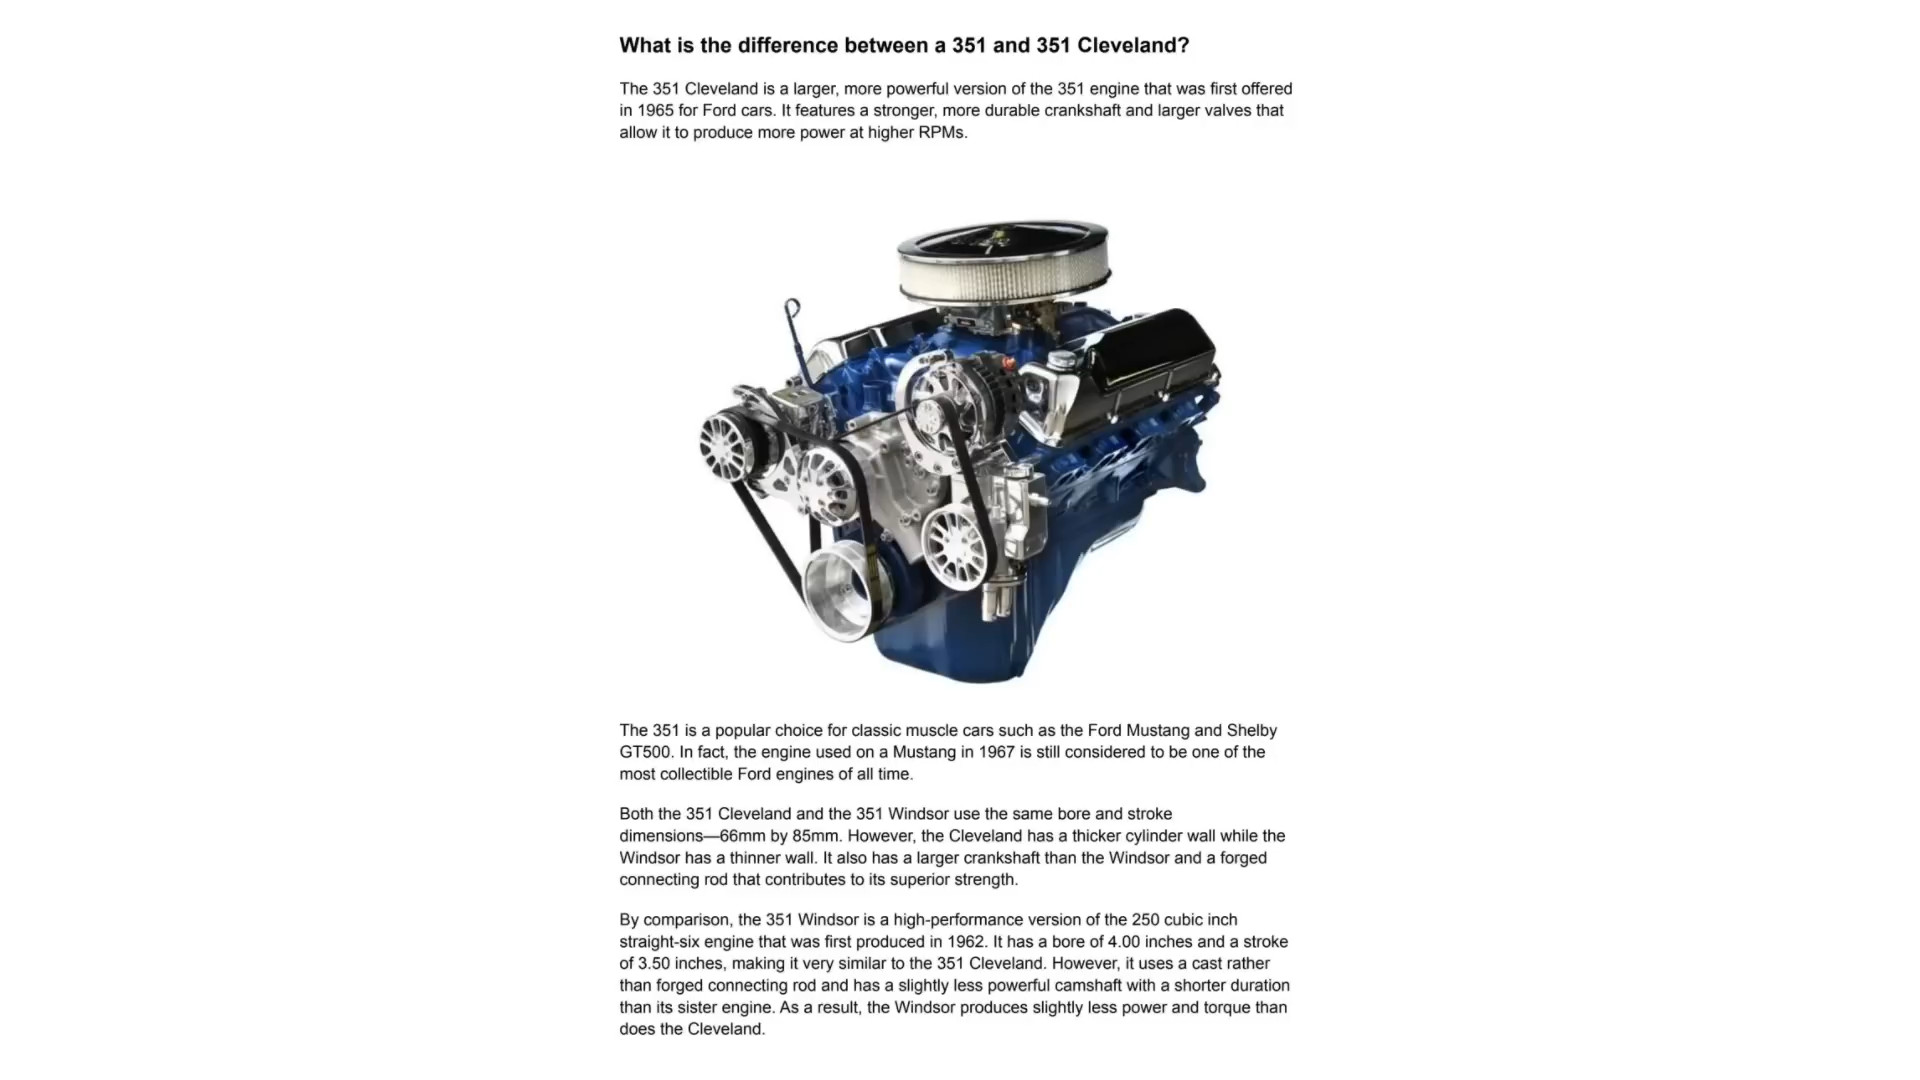 What is the difference between a 351 and 351 Cleveland?
The 351 Cleveland is a larger, more powerful version of the 351 engine that was first offered
in 1965 for Ford cars. It features a stronger, more durable crankshaft and larger valves that
allow it to produce more power at higher RPMs.
The 351 is a popular choice for classic muscle cars such as the Ford Mustang and Shelby
GT500. In fact, the engine used on a Mustang in 1967 is still considered to be one of the
most collectible Ford engines of all time.
Both the 351 Cleveland and the 351 Windsor use the same bore and stroke
dimensions—66mm by 85mm. However, the Cleveland has a thicker cylinder wall while the
Windsor has a thinner wall. It also has a larger crankshaft than the Windsor and a forged
connecting rod that contributes to its superior strength.
By comparison, the 351 Windsor is a high-performance version of the 250 cubic inch
straight-six engine that was first produced in 1962. It has a bore of 4.00 inches and a stroke
of 3.50 inches, making it very similar to the 351 Cleveland. However, it uses a cast rather
than forged connecting rod and has a slightly less powerful camshaft with a shorter duration
than its sister engine. As a result, the Windsor produces slightly less power and torque than
does the Cleveland.